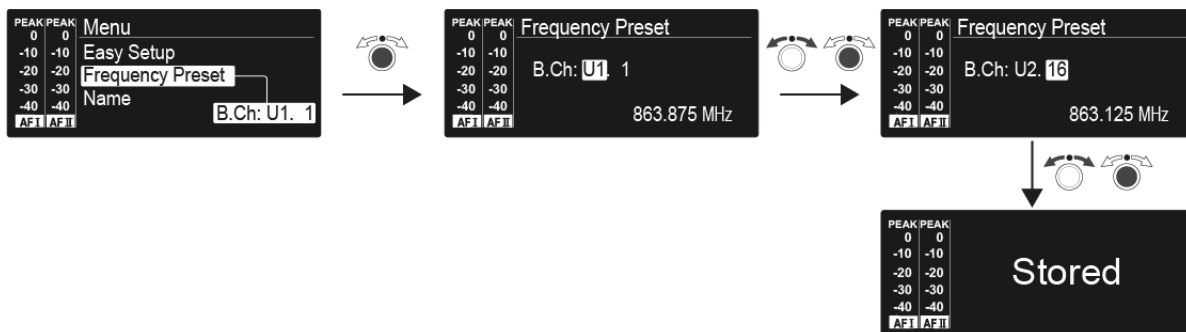 PEAK PEAK
0 0
-10 -10
-20 -20
-30 -30
-40 -40
AF I AF II
Menu
Easy Setup
Frequency Preset
Name
B.Ch: U1. 1
PEAK PEAK
0 0
-10 -10
-20 -20
-30 -30
-40 -40
AF I AF II
Frequency Preset
B.Ch: U1. 1
863.875 MHz
PEAK PEAK
0 0
-10 -10
-20 -20
-30 -30
-40 -40
AF I AF II
Frequency Preset
B.Ch: U2. 16
863.125 MHz
PEAK PEAK
0 0
-10 -10
-20 -20
-30 -30
-40 -40
AF I AF II
Stored